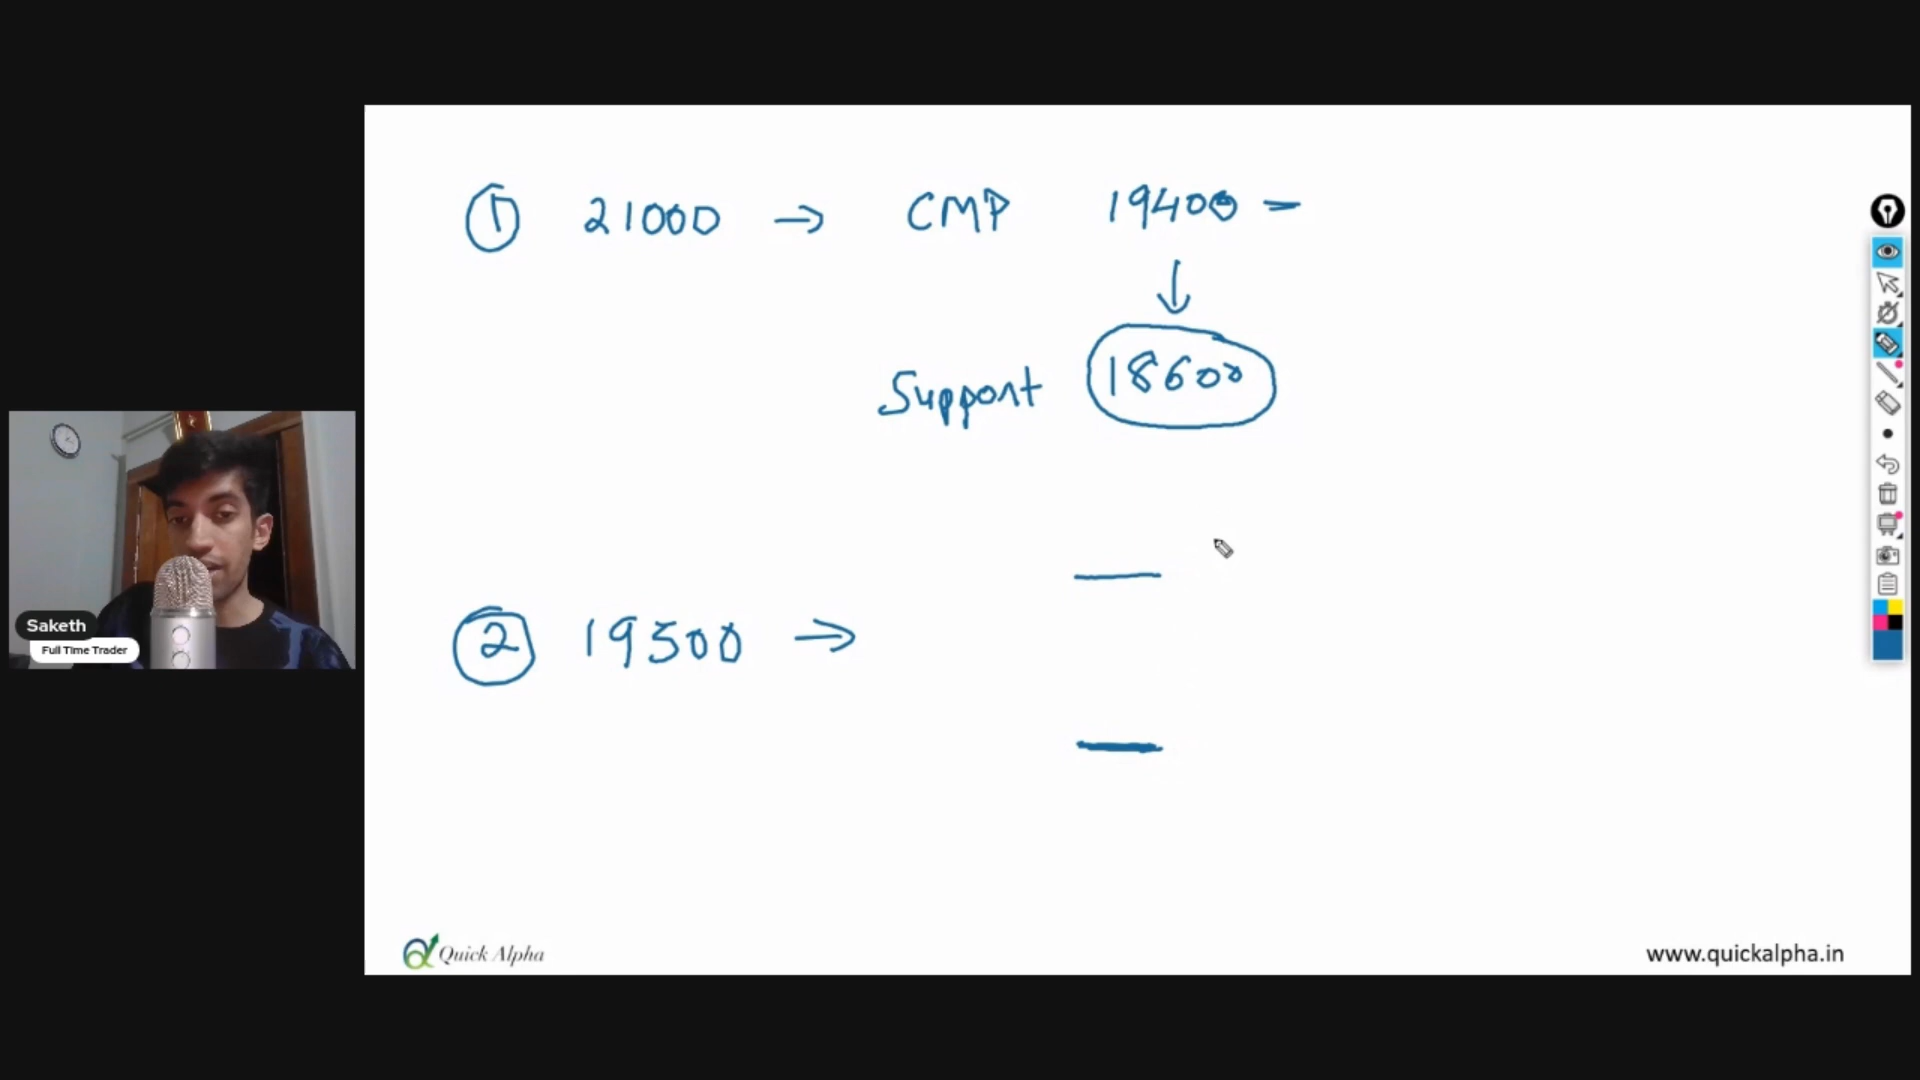 ① 21000 → CMP 19400 -
↓
Support 18600
② 19500 →
Saketh
Full Time Trader
Quick Alpha
www.quickalpha.in